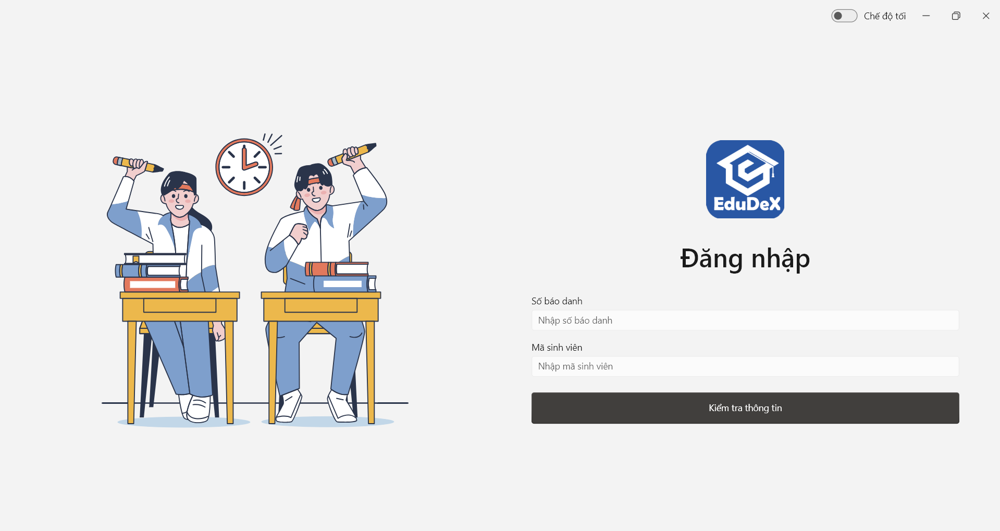 Chế độ tối
EduDeX
Đăng nhập
Số báo danh
Nhập số báo danh
Mã sinh viên
Nhập mã sinh viên
Kiểm tra thông tin